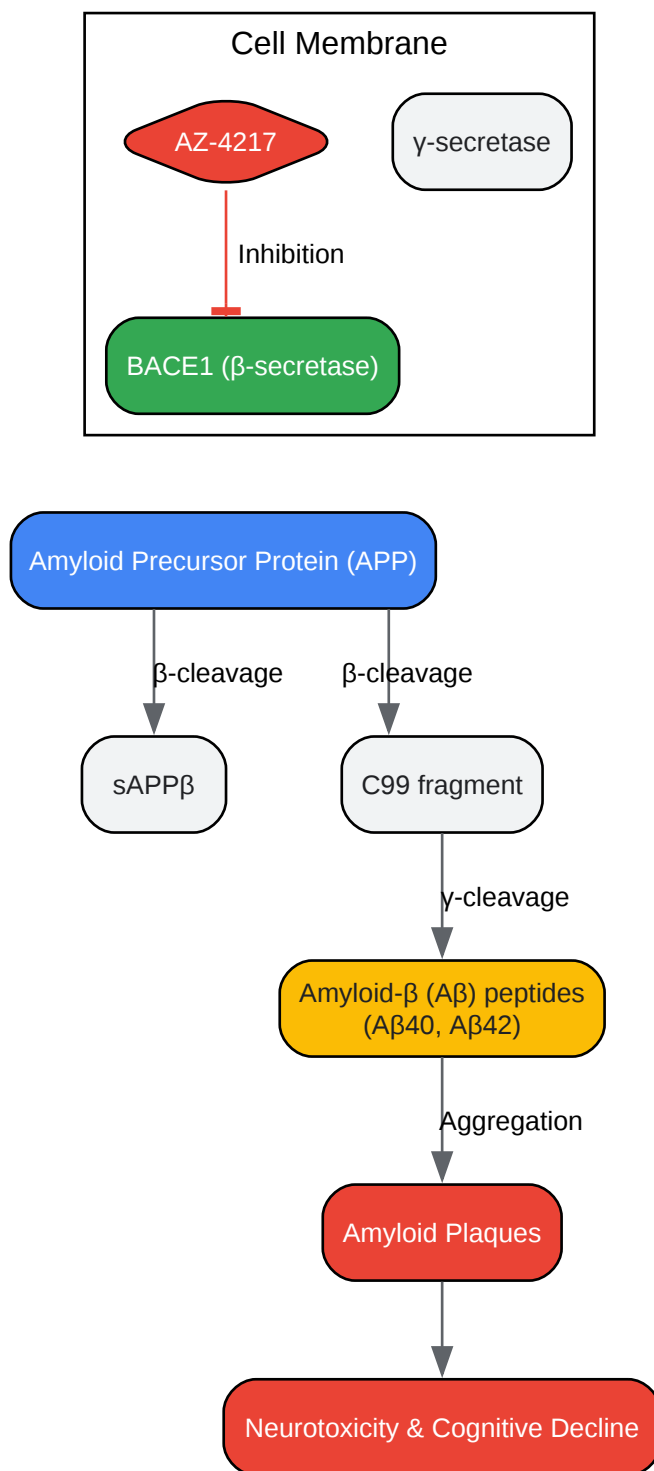 Cell Membrane
AZ-4217
γ-secretase
Inhibition
BACE1 (β-secretase)
Amyloid Precursor Protein (APP)
β-cleavage
β-cleavage
sAPPβ
C99 fragment
γ-cleavage
Amyloid-β (Aβ) peptides
(Aβ40, Aβ42)
Aggregation
Amyloid Plaques
Neurotoxicity & Cognitive Decline